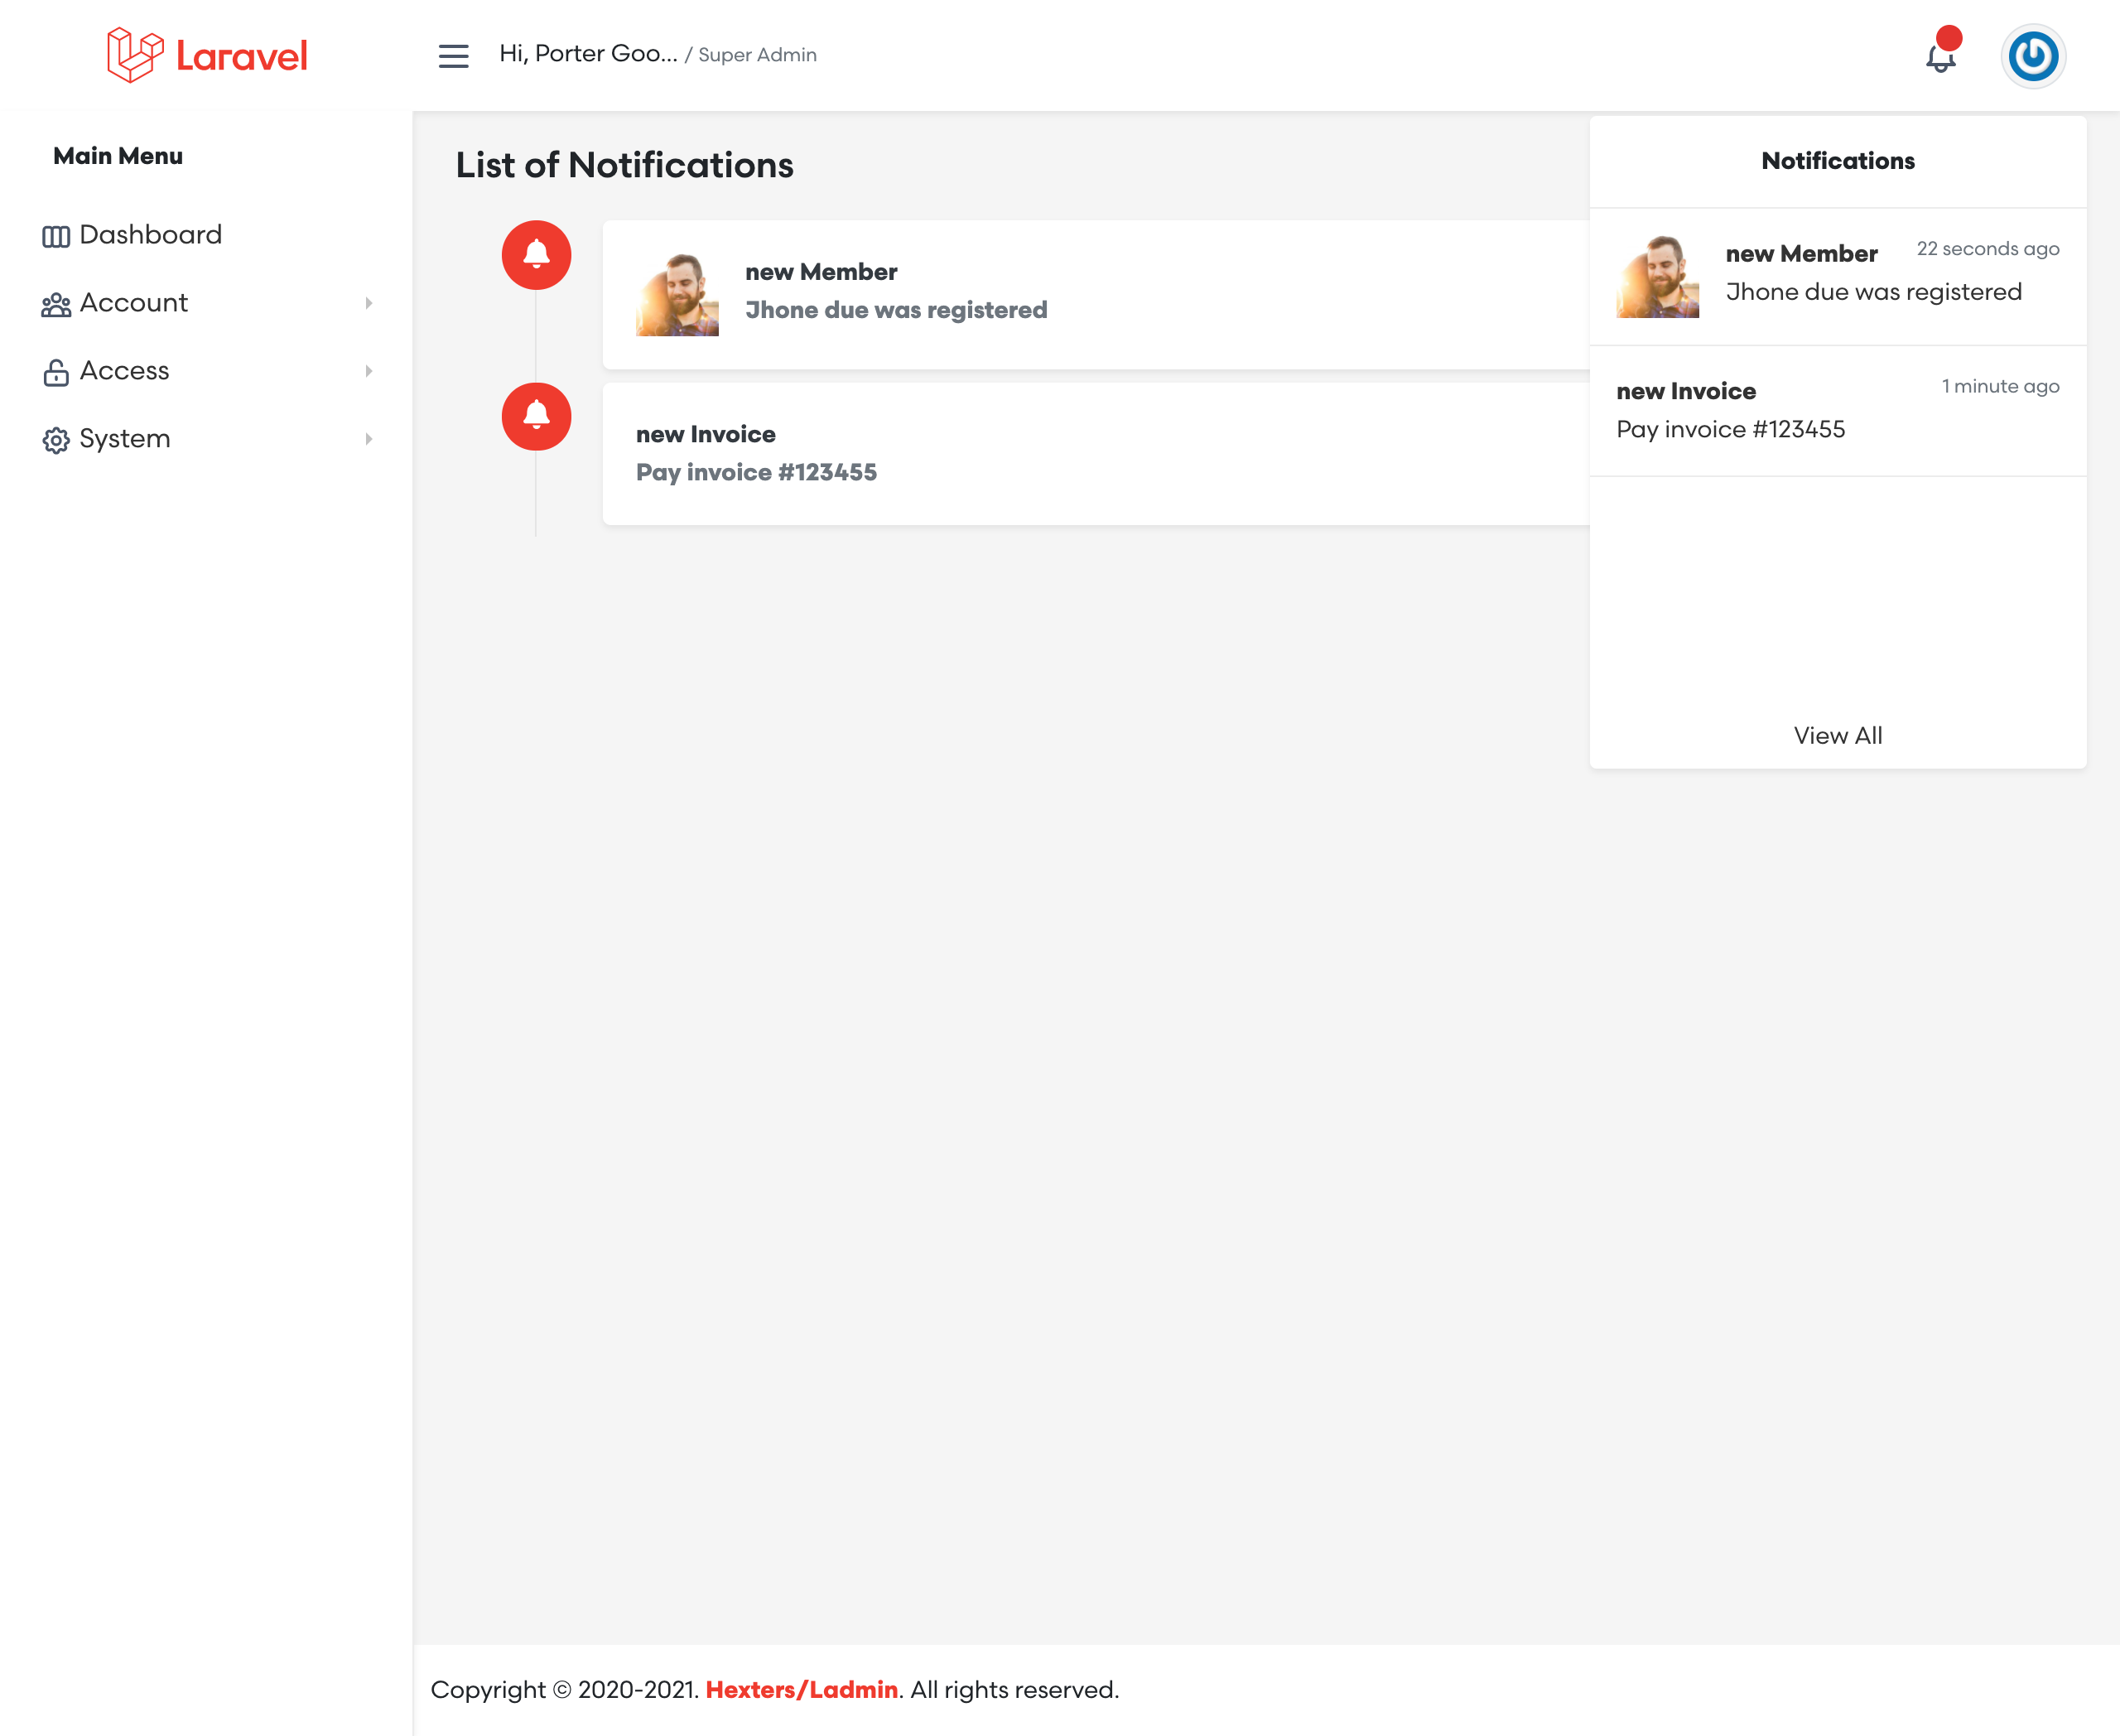 Laravel
Hi, Porter Goo... / Super Admin
Main Menu
Dashboard
Account
Access
System
List of Notifications
new Member
Jhone due was registered
new Invoice
Pay invoice #123455
Notifications
new Member 22 seconds ago
Jhone due was registered
new Invoice 1 minute ago
Pay invoice #123455
View All
Copyright © 2020-2021. Hexters/Ladmin. All rights reserved.